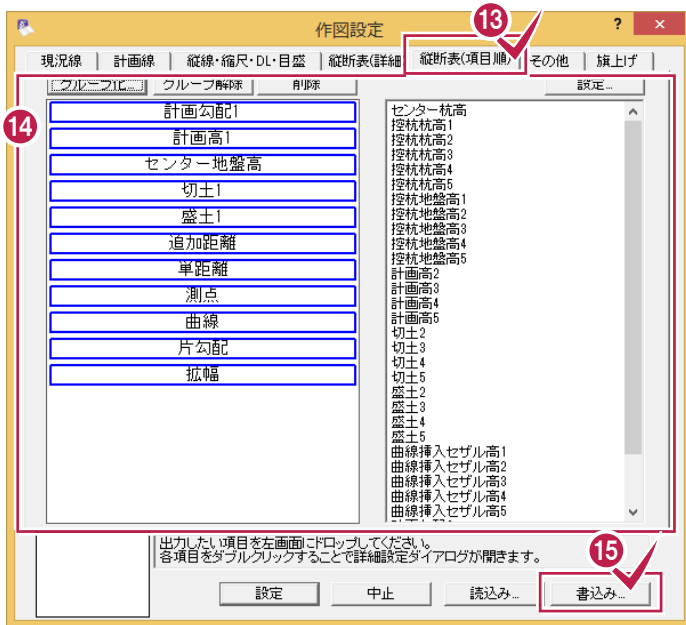 作図設定
?
×
⑬
現況線
計画線
縦線・縮尺・DL・目盛
縦断表(詳細
縦断表(項目順)
その他
旗上げ
グループ化...
グループ解除
削除
設定...
⑭
計画勾配1
計画高1
センター地盤高
切土1
盛土1
追加距離
単距離
測点
曲線
片勾配
拡幅
センター杭高
控杭杭高1
控杭杭高2
控杭杭高3
控杭杭高4
控杭杭高5
控杭地盤高1
控杭地盤高2
控杭地盤高3
控杭地盤高4
控杭地盤高5
計画高2
計画高3
計画高4
計画高5
切土2
切土3
切土4
切土5
盛土2
盛土3
盛土4
盛土5
曲線挿入セザル高1
曲線挿入セザル高2
曲線挿入セザル高3
曲線挿入セザル高4
曲線挿入セザル高5
出力したい項目を左画面にドロップしてください。
各項目をダブルクリックすることで詳細設定ダイアログが開きます。
⑮
設定
中止
読込み...
書込み...